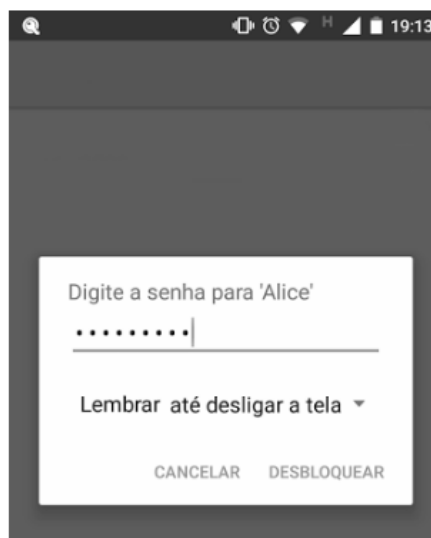 H 19:13
Digite a senha para 'Alice'
•••••••••
Lembrar até desligar a tela
CANCELAR DESBLOQUEAR